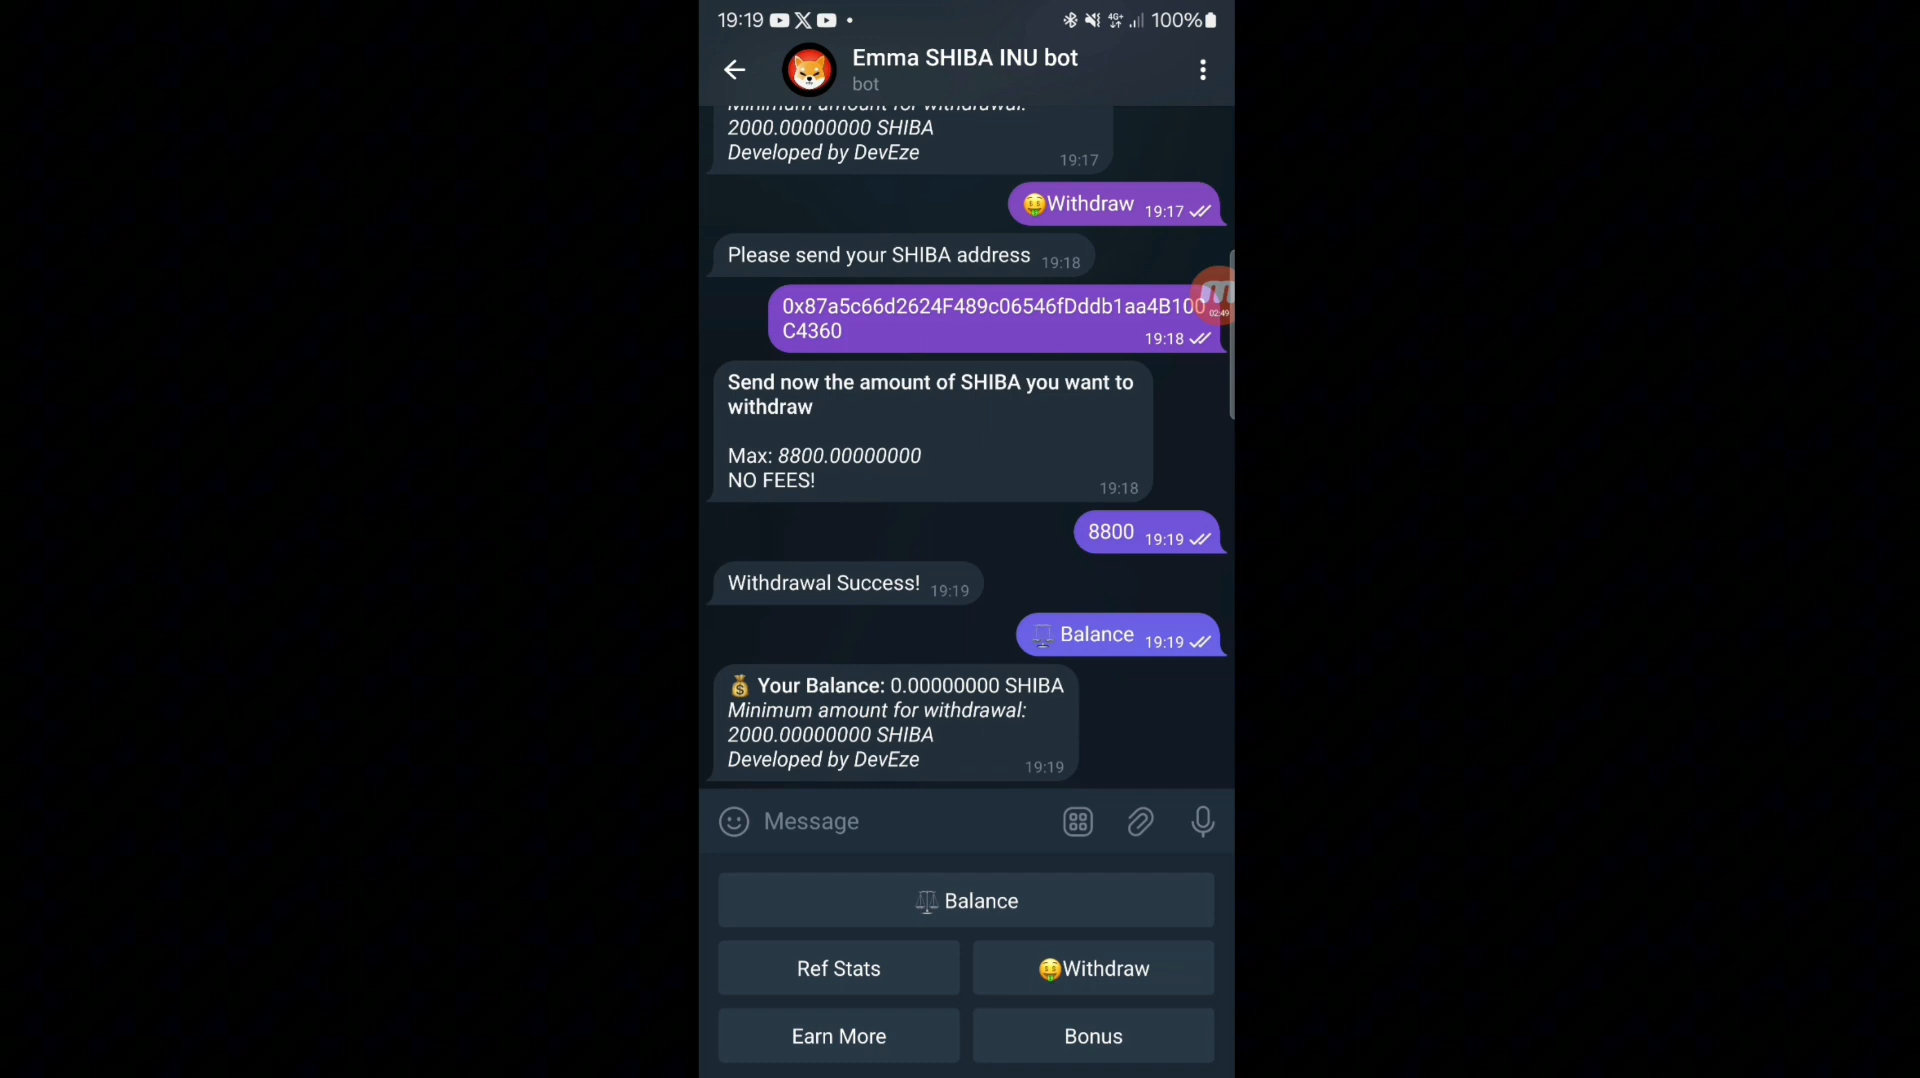 19:19
100%
Emma SHIBA INU bot
bot
Minimum amount for withdrawal:
2000.00000000 SHIBA
Developed by DevEze
19:17
🤑Withdraw 19:17
Please send your SHIBA address 19:18
0x87a5c66d2624F489c06546fDddb1aa4B100
C4360
19:18
02:49
Send now the amount of SHIBA you want to
withdraw
Max: 8800.00000000
NO FEES!
19:18
8800 19:19
Withdrawal Success! 19:19
⚖️ Balance 19:19
💰 Your Balance: 0.00000000 SHIBA
Minimum amount for withdrawal:
2000.00000000 SHIBA
Developed by DevEze
19:19
Message
⚖️ Balance
Ref Stats
🤑Withdraw
Earn More
Bonus